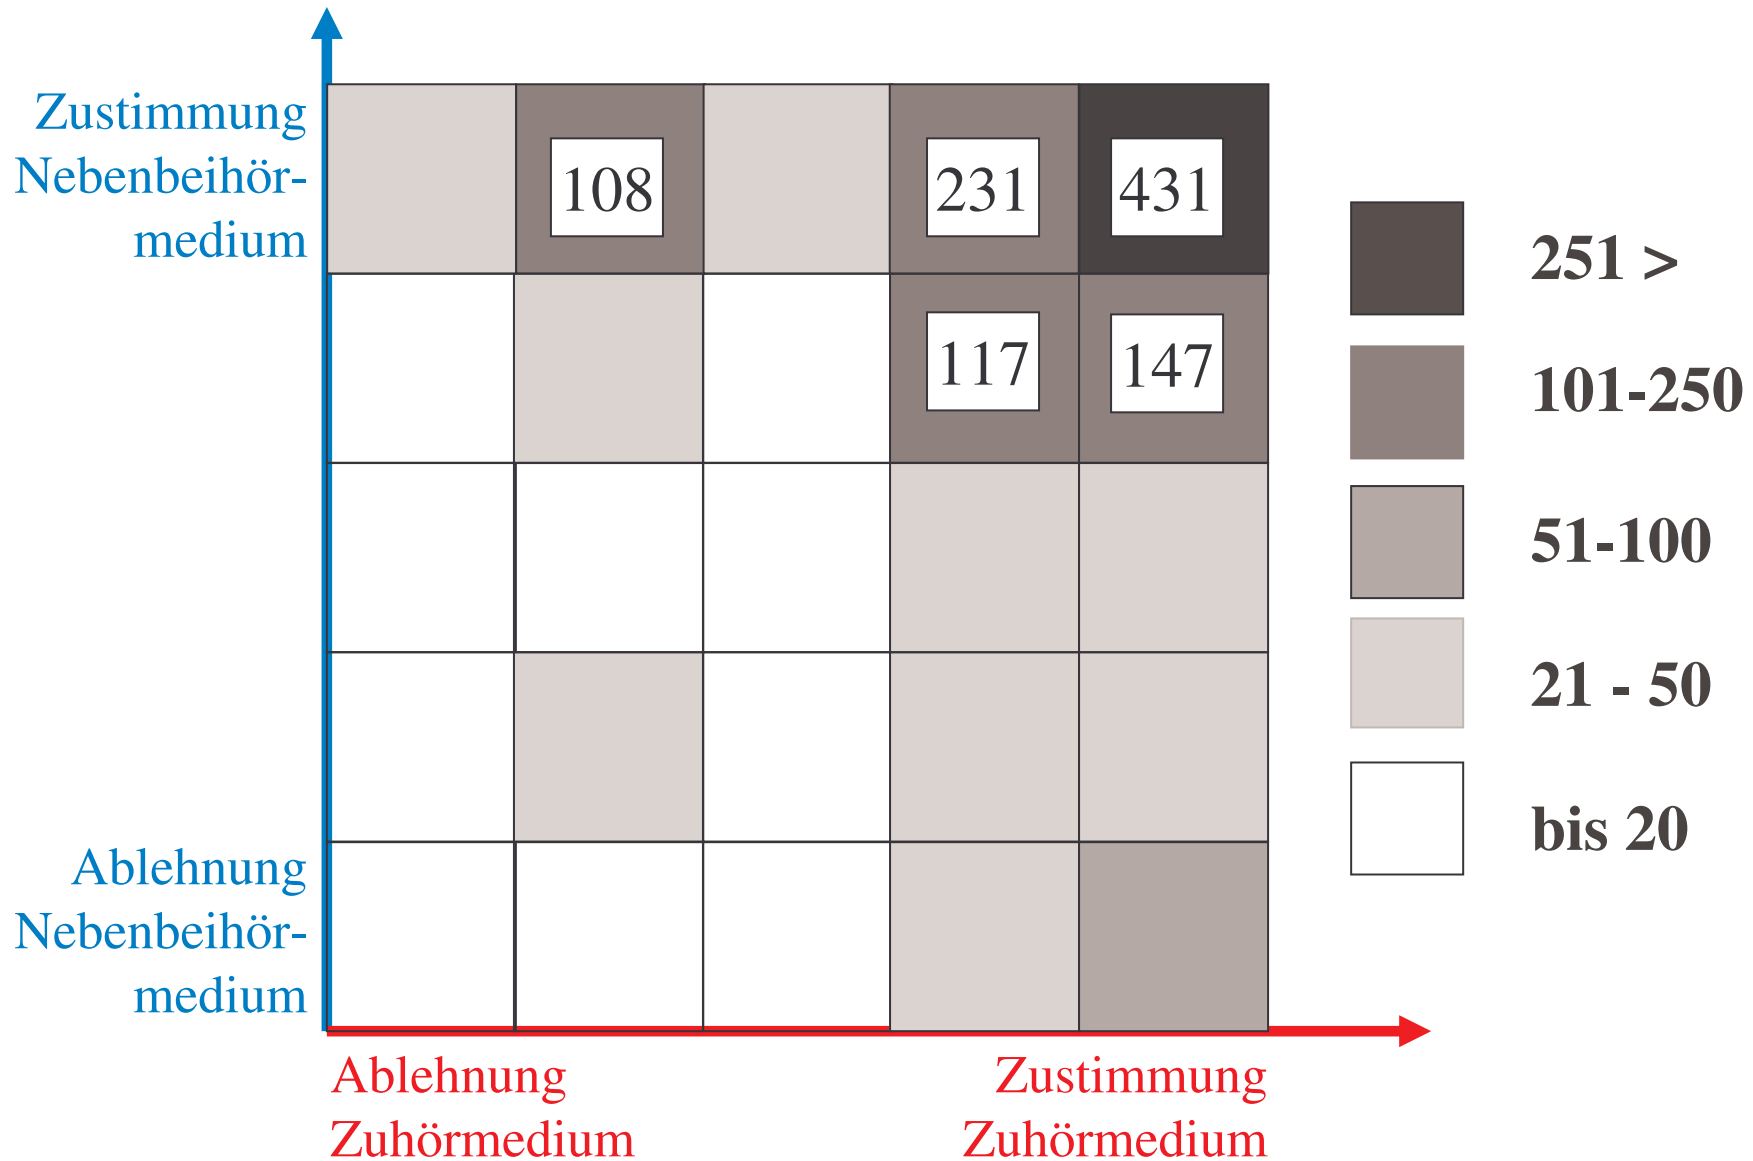 Zustimmung
Nebenbeihör-
medium
108
231
431
117
147
251 >
101-250
51-100
21 - 50
bis 20
Ablehnung
Nebenbeihör-
medium
Ablehnung
Zuhörmedium
Zustimmung
Zuhörmedium